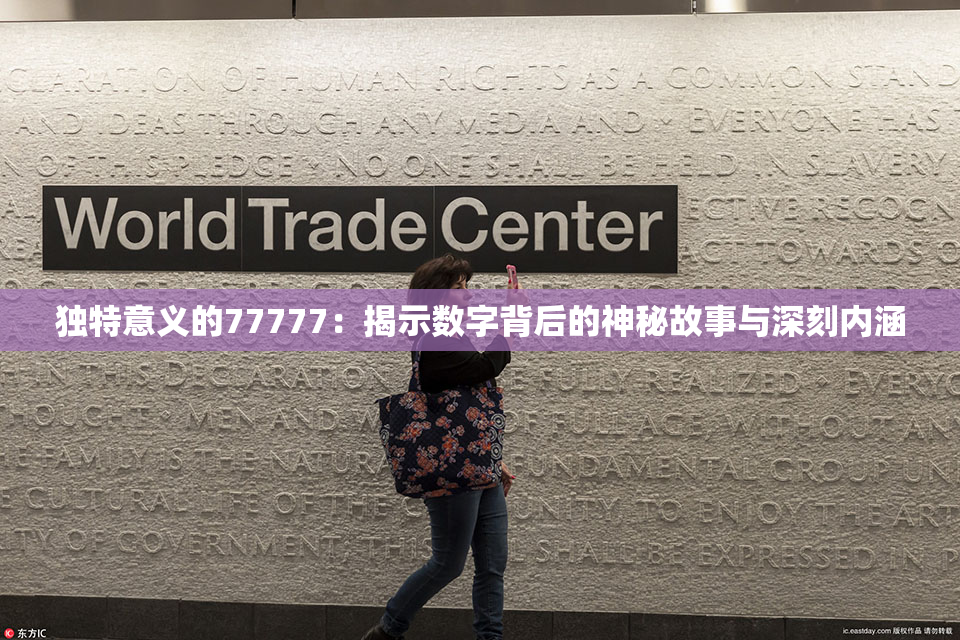 CLARATION OF HUMAN RIGHTS AS A COMMON STAND
AND IDEAS THROUGH ANY MEDIA AND EVERYONE HAS
OF THIS PLEDGE NO ONE SHALL BE HELD IN SLAVERY
World Trade Center
ECTIVE RECOGN
ACT TOWARDS O
独特意义的77777：揭示数字背后的神秘故事与深刻内涵
IN THIS DECLARATION FULLY REALIZED EVERYO
THOUGHT MEN AND OF FULL AGE WITHO
E FAMILY IS THE NATURA FUNDAMENTAL GROUP
E CULTURAL LIFE OF THE UNITY, TO ENJOY THE ART
TY OF GOVERNMENT; THIS SHALL BE EXPRESSED IN P
东方IC
ic.eastday.com 版权作品 请勿转载